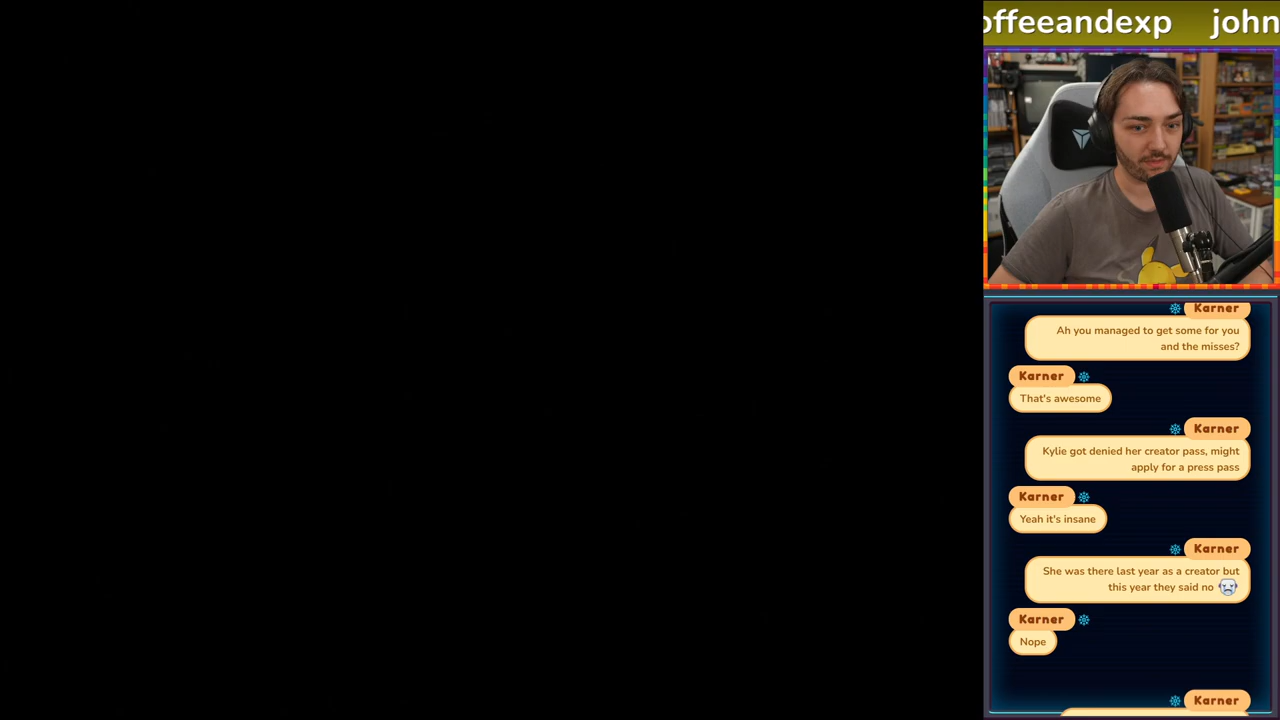 offeeandexp john
Karner
Ah you managed to get some for you
and the misses?
Karner
That's awesome
Karner
Kylie got denied her creator pass, might
apply for a press pass
Karner
Yeah it's insane
Karner
She was there last year as a creator but
this year they said no
Karner
Nope
Karner